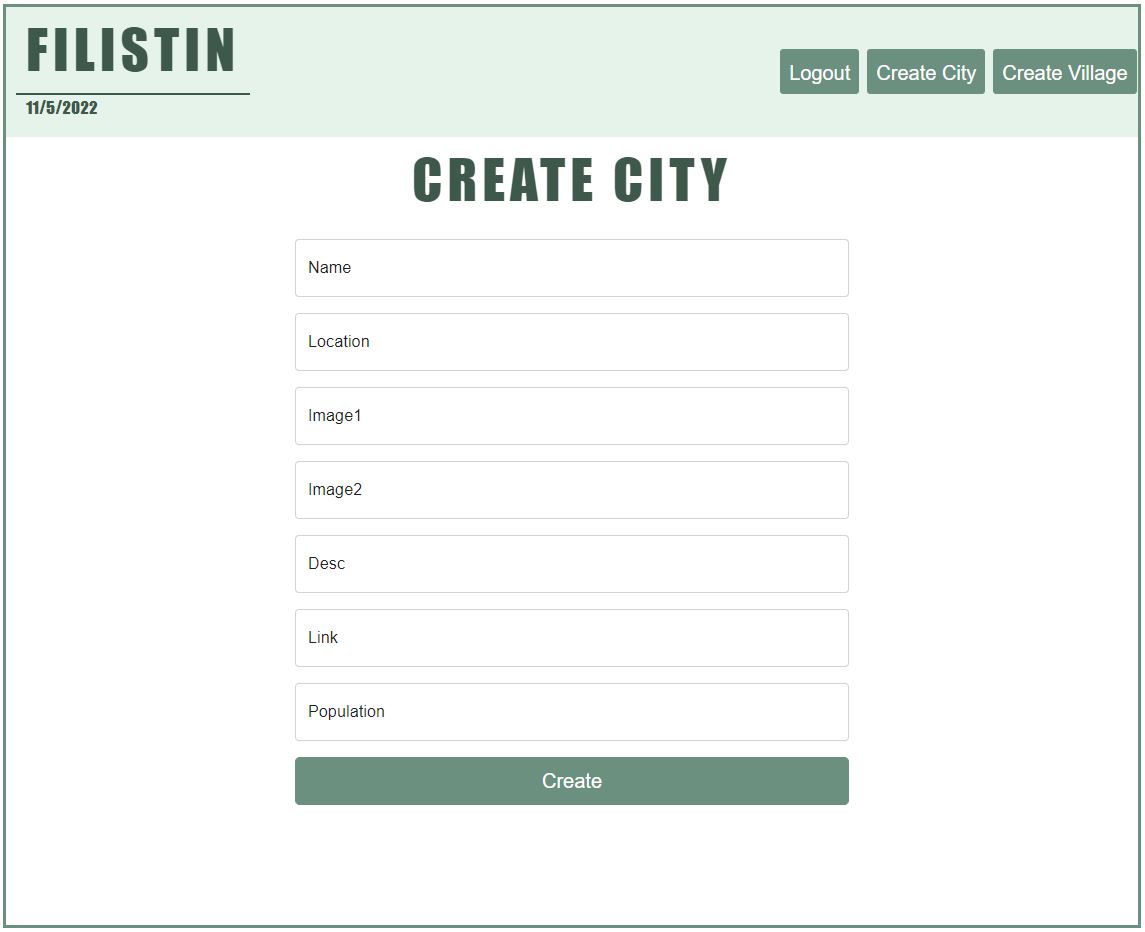 FILISTIN
11/5/2022
Logout Create City Create Village
CREATE CITY
Name
Location
Image1
Image2
Desc
Link
Population
Create